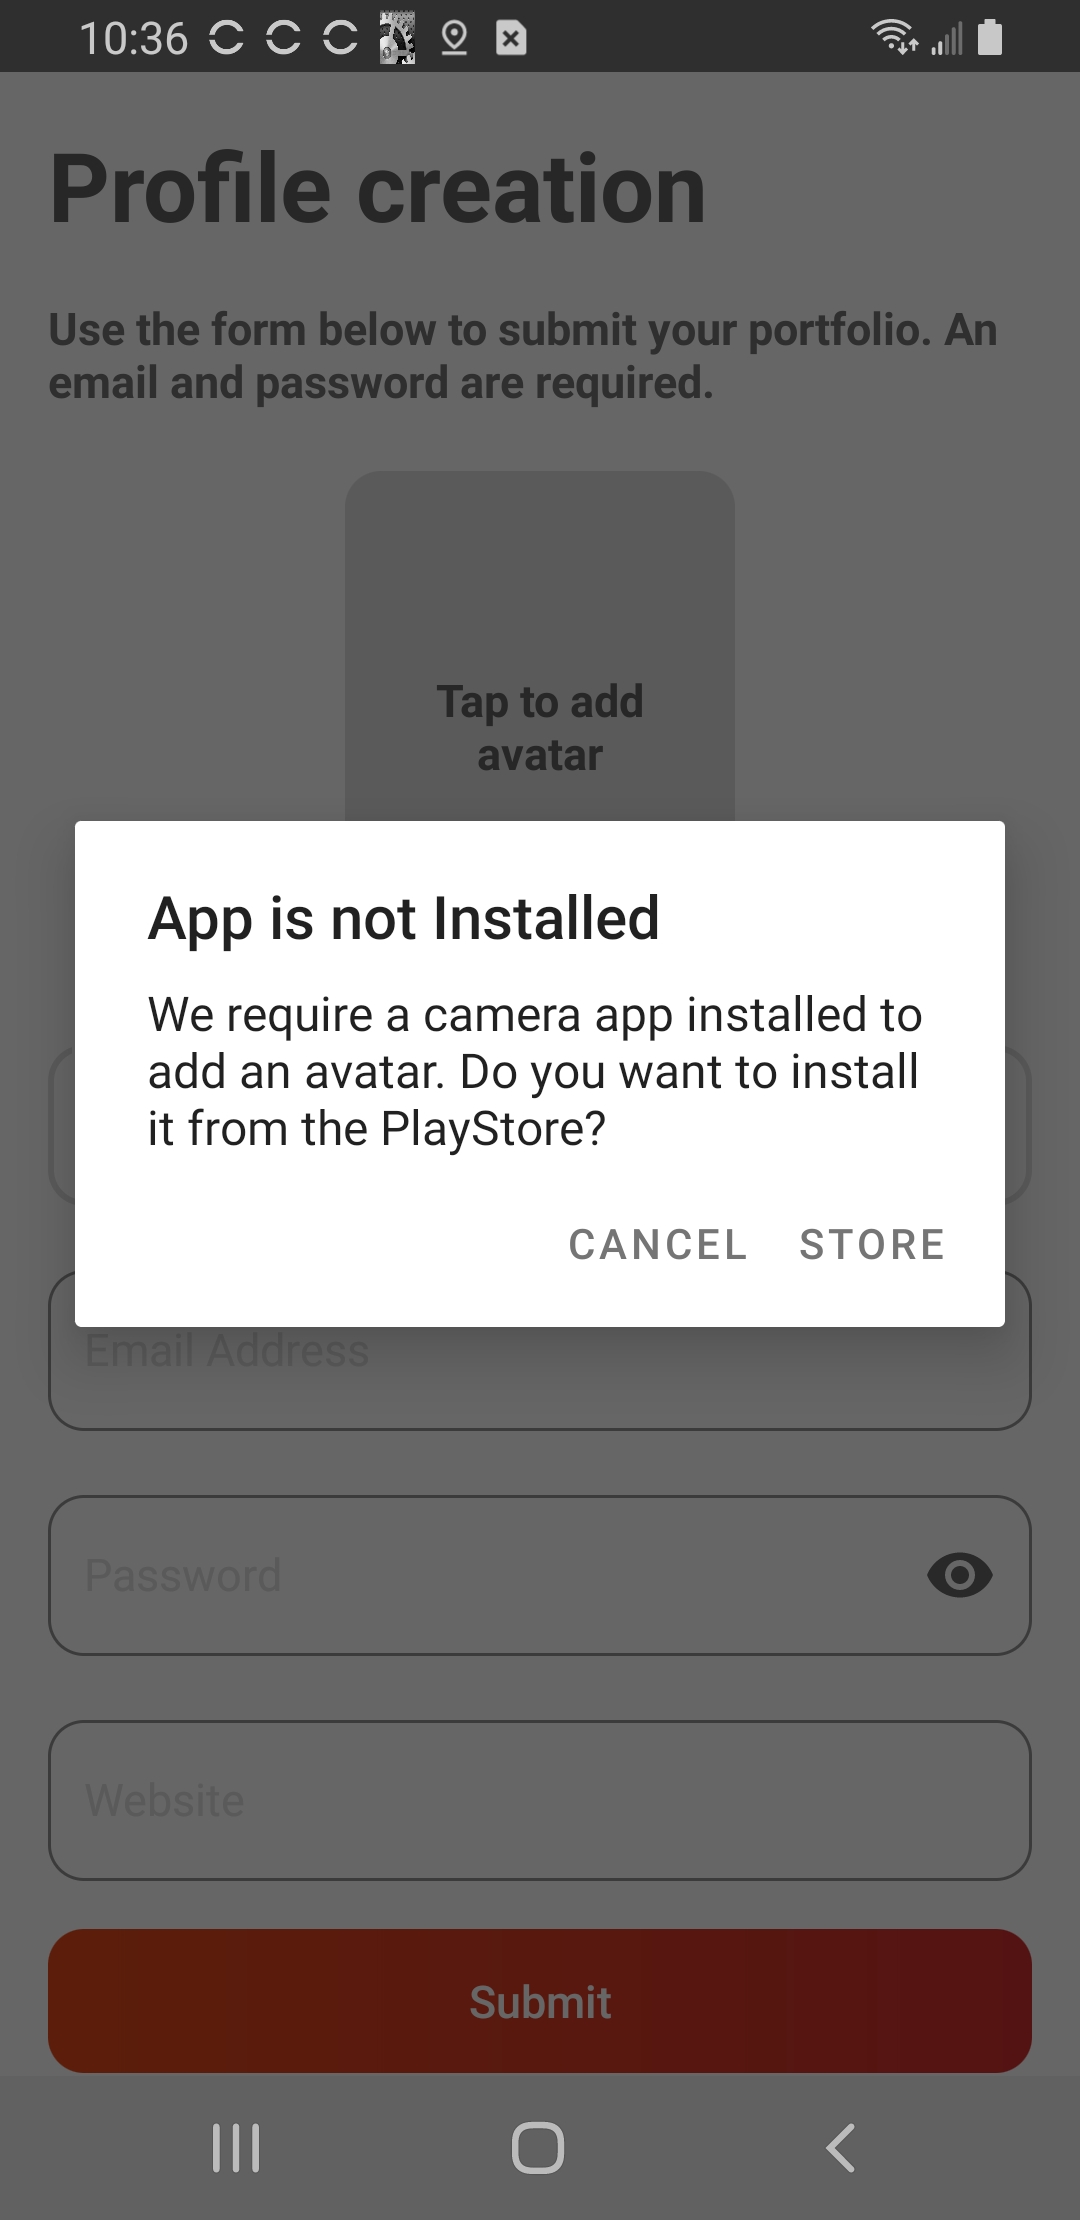 10:36
Profile creation
Use the form below to submit your portfolio. An
email and password are required.
Tap to add
avatar
App is not Installed
We require a camera app installed to
add an avatar. Do you want to install
it from the PlayStore?
CANCEL STORE
Email Address
Password
Website
Submit